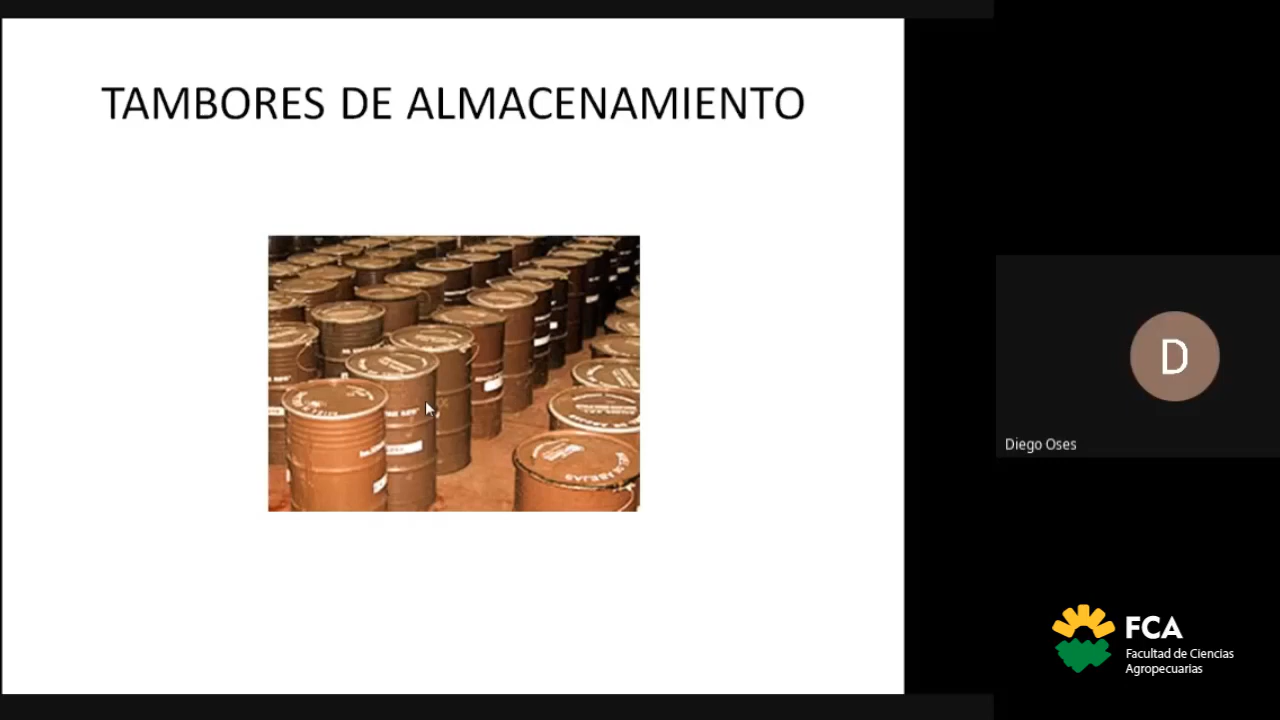 TAMBORES DE ALMACENAMIENTO
D
Diego Oses
FCA
Facultad de Ciencias
Agropecuarias